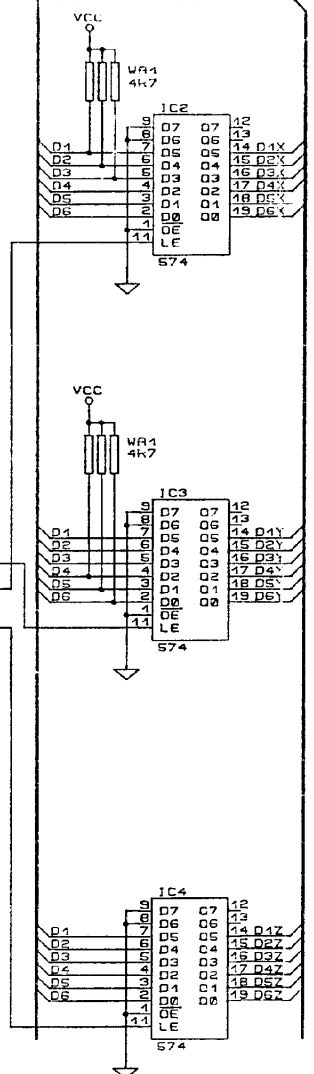 VCC
WA1
4k7
IC2
9 D7 Q7 12
8 D6 Q6 13
D1 7 D5 Q5 14 D1X
D2 6 D4 Q4 15 D2X
D3 5 D3 Q3 16 D3X
D4 4 D2 Q2 17 D4X
D5 3 D1 Q1 18 D5X
D6 2 D0 Q0 19 D6X
1 OE
11 LE
574
VCC
WA1
4k7
IC3
9 D7 Q7 12
8 D6 Q6 13
D1 7 D5 Q5 14 D1Y
D2 6 D4 Q4 15 D2Y
D3 5 D3 Q3 16 D3Y
D4 4 D2 Q2 17 D4Y
D5 3 D1 Q1 18 D5Y
D6 2 D0 Q0 19 D6Y
1 OE
11 LE
574
IC4
9 D7 Q7 12
8 D6 Q6 13
D1 7 D5 Q5 14 D1Z
D2 6 D4 Q4 15 D2Z
D3 5 D3 Q3 16 D3Z
D4 4 D2 Q2 17 D4Z
D5 3 D1 Q1 18 D5Z
D6 2 D0 Q0 19 D6Z
1 OE
11 LE
574